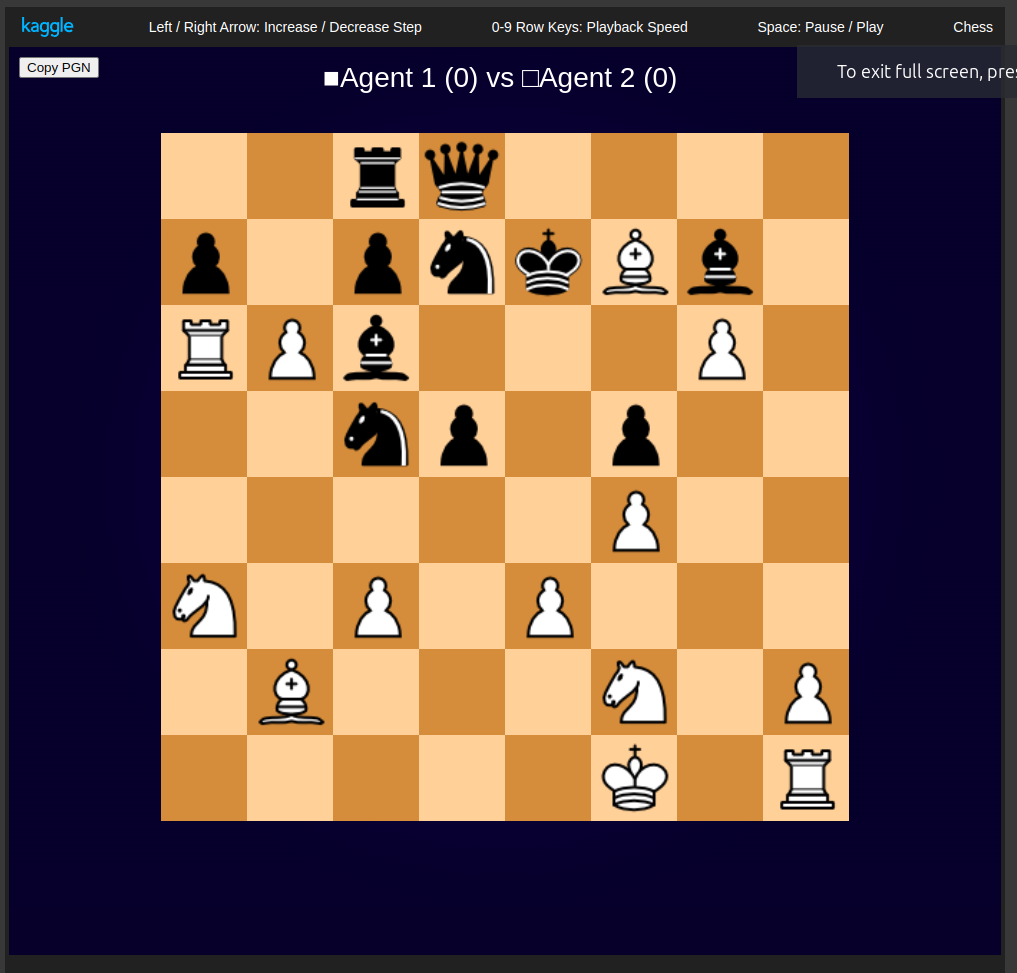 kaggle
Left / Right Arrow: Increase / Decrease Step
0-9 Row Keys: Playback Speed
Space: Pause / Play
Chess
Copy PGN
■Agent 1 (0) vs □Agent 2 (0)
To exit full screen, pres